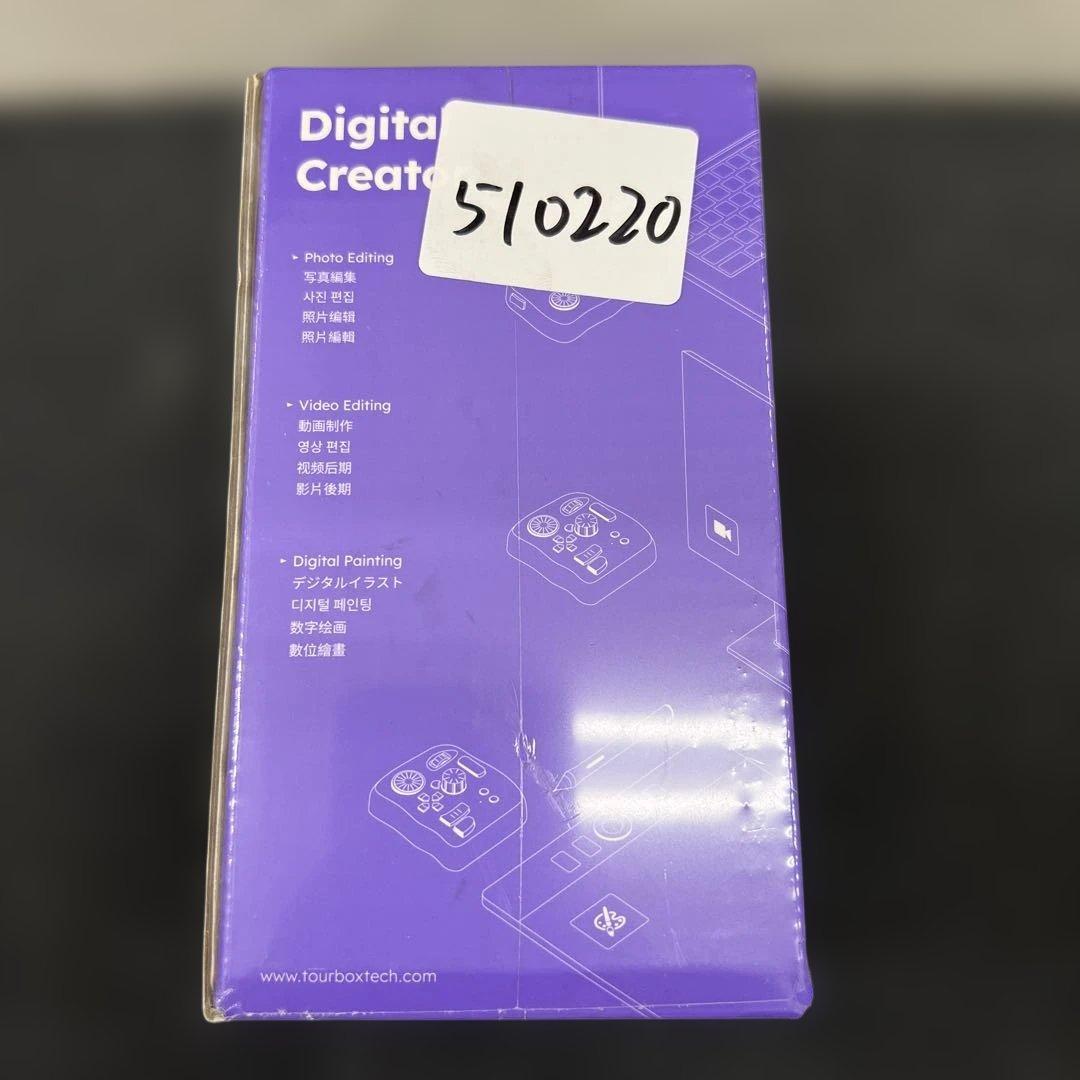 Digital
Creator
510220
► Photo Editing
写真編集
사진 편집
照片编辑
照片編輯
► Video Editing
動画制作
영상 편집
视频后期
影片後期
► Digital Painting
デジタルイラスト
디지털 페인팅
数字绘画
數位繪畫
www.tourboxtech.com